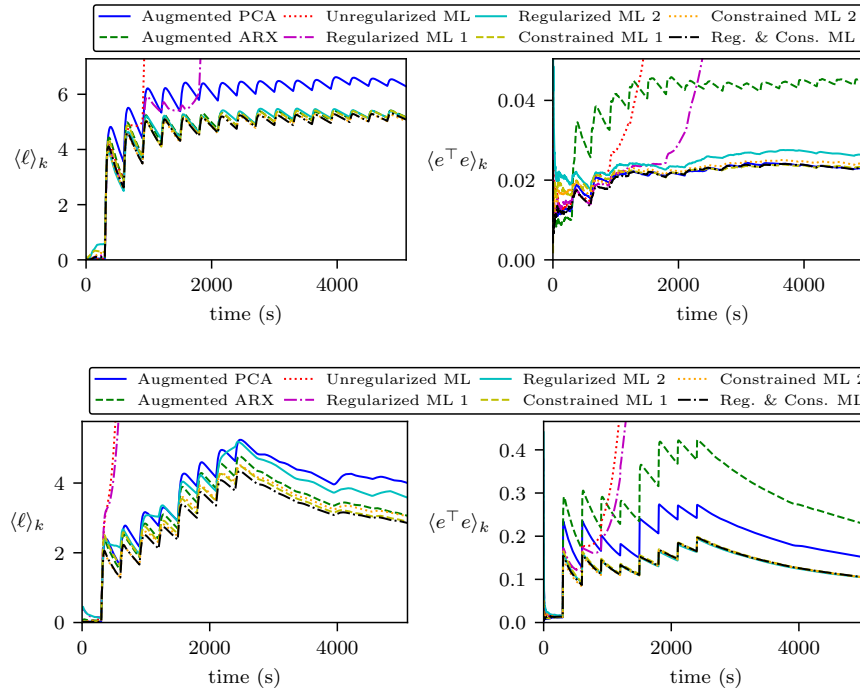 Augmented PCA Unregularized ML Regularized ML 2 Constrained ML 2
Augmented ARX Regularized ML 1 Constrained ML 1 Reg. & Cons. ML
6
4
2
0
⟨ℓ⟩k
0 2000 4000
time (s)
0.04
0.02
0.00
⟨e⊤e⟩k
0 2000 4000
time (s)
Augmented PCA Unregularized ML Regularized ML 2 Constrained ML 2
Augmented ARX Regularized ML 1 Constrained ML 1 Reg. & Cons. ML
4
2
0
⟨ℓ⟩k
0 2000 4000
time (s)
0.4
0.3
0.2
0.1
0.0
⟨e⊤e⟩k
0 2000 4000
time (s)